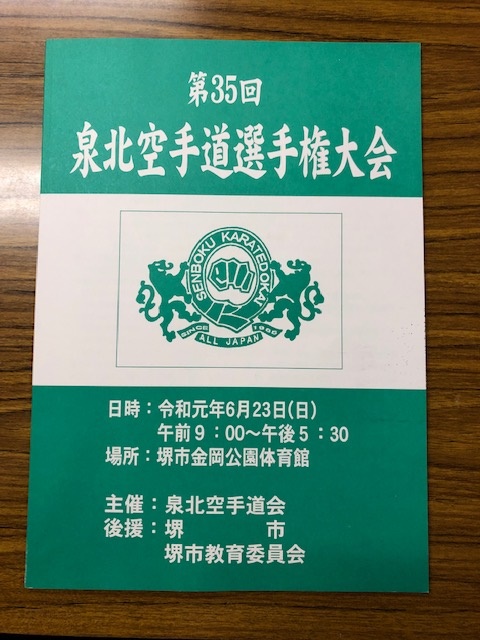 第35回
泉北空手道選手権大会
SENBOKU KARATEDOKAI
SINCE 1966
ALL JAPAN
日時：令和元年6月23日(日)
午前9：00～午後5：30
場所：堺市金岡公園体育館
主催：泉北空手道会
後援：堺　　　市
堺市教育委員会